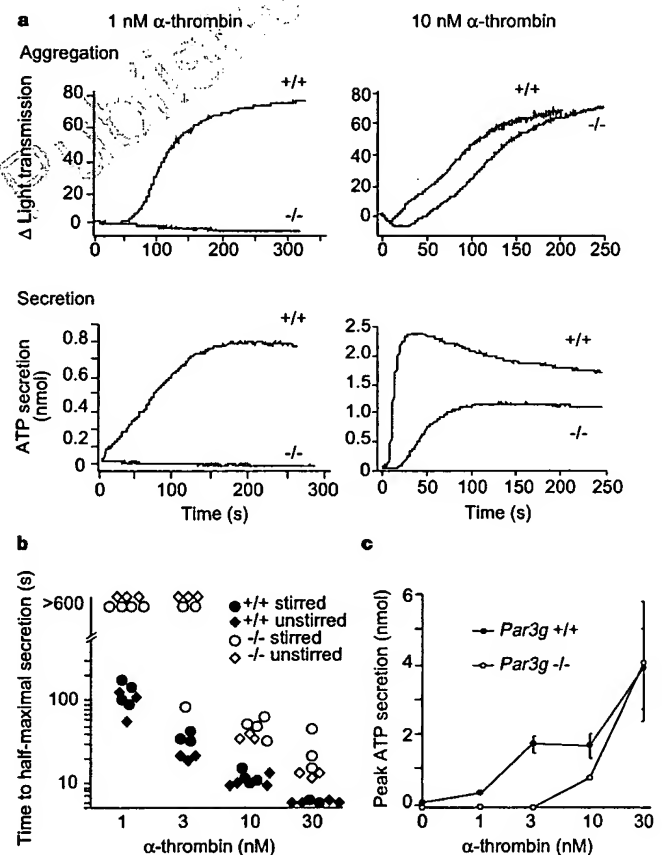 a
1 nM α-thrombin
10 nM α-thrombin
Aggregation
Δ Light transmission
80
60
40
20
0
+/+
-/-
0 100 200 300
80
60
40
20
0
+/+
-/-
0 50 100 150 200 250
Secretion
ATP secretion
(nmol)
0.8
0.6
0.4
0.2
0
+/+
-/-
0 100 200 300
Time (s)
2.5
2.0
1.5
1.0
0.5
0
+/+
-/-
0 50 100 150 200 250
Time (s)
b
Time to half-maximal secretion (s)
>600
100
10
+/+ stirred
+/+ unstirred
-/- stirred
-/- unstirred
1 3 10 30
α-thrombin (nM)
c
Peak ATP secretion (nmol)
6
4
2
0
Par3g +/+
Par3g -/-
0 1 3 10 30
α-thrombin (nM)